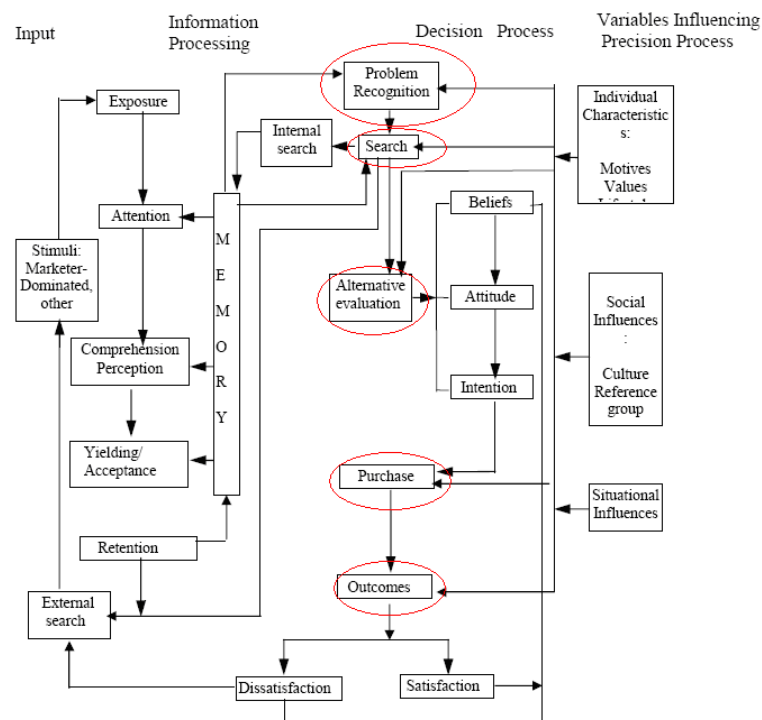 Input
Information
Processing
Decision Process
Variables Influencing
Precision Process
Exposure
Attention
Stimuli:
Marketer-
Dominated,
other
Comprehension
Perception
Yielding/
Acceptance
Retention
External
search
Internal
search
M
E
M
O
R
Y
Problem
Recognition
Search
Alternative
evaluation
Beliefs
Attitude
Intention
Purchase
Outcomes
Dissatisfaction
Satisfaction
Individual
Characteristic
s:
Motives
Values
Social
Influences
:
Culture
Reference
group
Situational
Influences